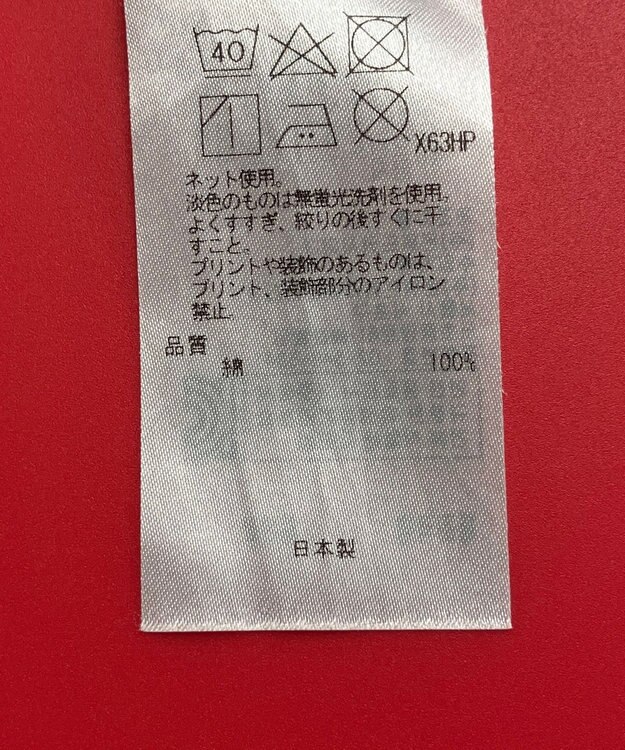 40
X63HP
ネット使用。
淡色のものは無蛍光洗剤を使用。
よくすすぎ、絞りの後すぐに干
すこと。
プリントや装飾のあるものは、
プリント、装飾部分のアイロン
禁止。
品質
綿 100%
日本製